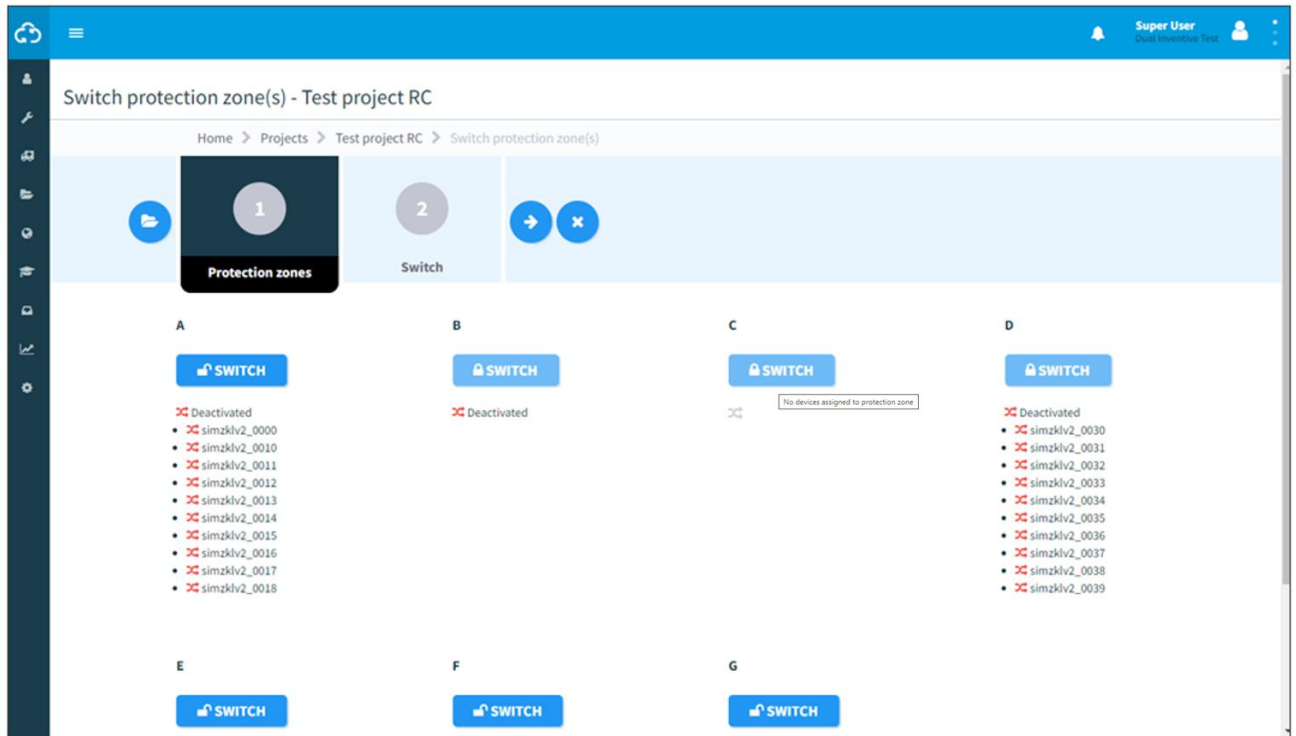 Super User
Dual Inventive Test
Switch protection zone(s) - Test project RC
Home > Projects > Test project RC > Switch protection zone(s)
1
2
Protection zones
Switch
A
B
C
D
SWITCH
SWITCH
SWITCH
SWITCH
No devices assigned to protection zone
Deactivated
simzklv2_0000
simzklv2_0010
simzklv2_0011
simzklv2_0012
simzklv2_0013
simzklv2_0014
simzklv2_0015
simzklv2_0016
simzklv2_0017
simzklv2_0018
Deactivated
Deactivated
simzklv2_0030
simzklv2_0031
simzklv2_0032
simzklv2_0033
simzklv2_0034
simzklv2_0035
simzklv2_0036
simzklv2_0037
simzklv2_0038
simzklv2_0039
E
F
G
SWITCH
SWITCH
SWITCH